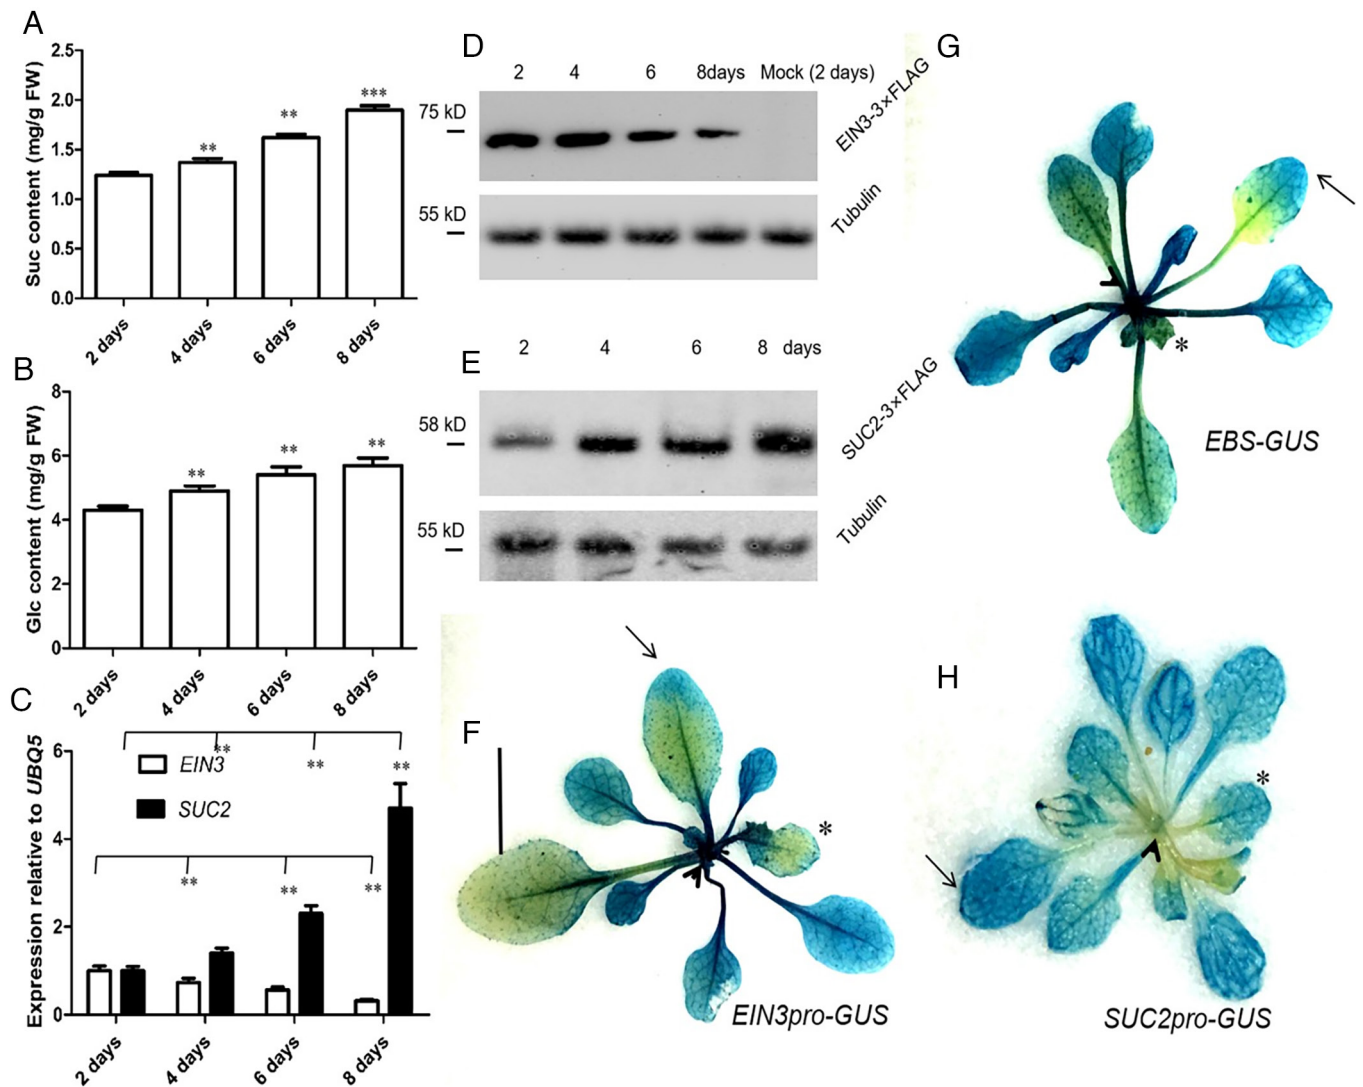 A
Suc content (mg/g FW)
2.5
2.0
1.5
1.0
0.5
0.0
**
**
***
2 days
4 days
6 days
8 days
B
Glc content (mg/g FW)
8
6
4
2
0
**
**
**
2 days
4 days
6 days
8 days
C
Expression relative to UBQ5
6
4
2
0
EIN3
SUC2
**
**
**
**
**
**
2 days
4 days
6 days
8 days
D
2 4 6 8days Mock (2 days)
75 kD
EIN3-3×FLAG
55 kD
Tubulin
E
2 4 6 8 days
58 kD
SUC2-3×FLAG
55 kD
Tubulin
F
*
EIN3pro-GUS
G
*
EBS-GUS
H
*
SUC2pro-GUS